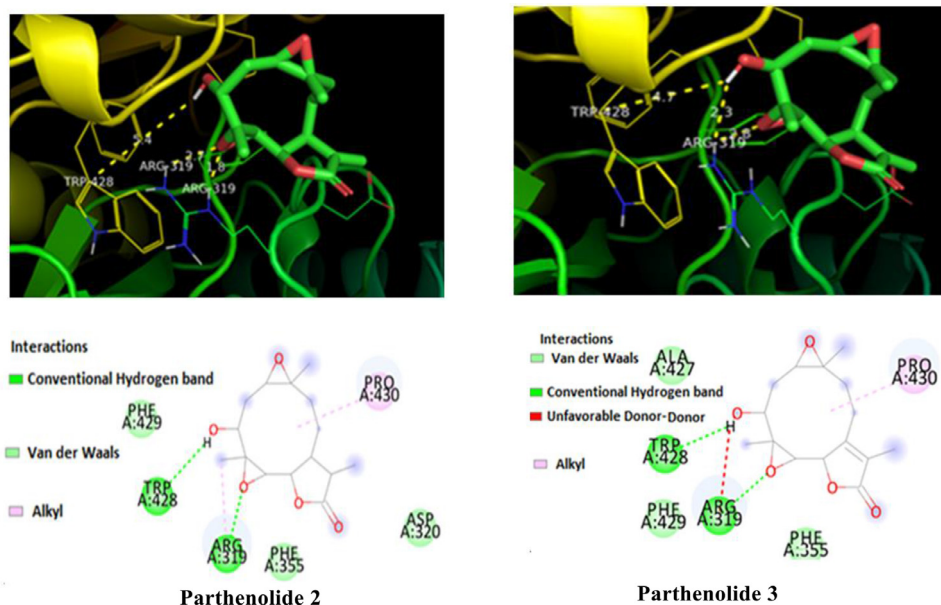 5.4
2.
1.8
ARG-319
TRP-428
ARG-319
4.7
TRP-428
2.3
2.8
ARG-319
Interactions
Conventional Hydrogen band
Van der Waals
Alkyl
PHE
A:429
TRP
A:428
ARG
A:319
PHE
A:355
ASP
A:320
PRO
A:430
O
O
H
O
O
O
Parthenolide 2
Interactions
Van der Waals
Conventional Hydrogen band
Unfavorable Donor-Donor
Alkyl
ALA
A:427
TRP
A:428
PHE
A:429
ARG
A:319
PHE
A:355
PRO
A:430
O
O
H
O
O
O
Parthenolide 3